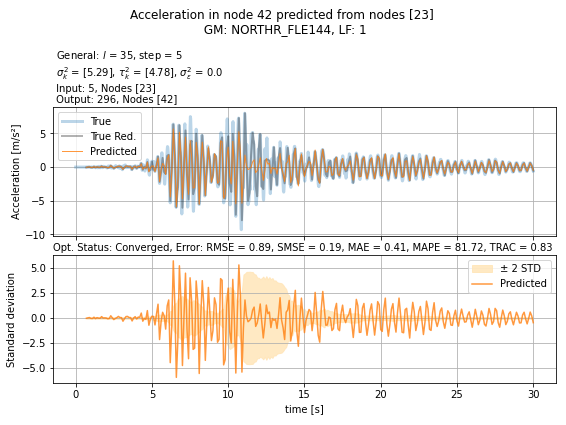 Acceleration in node 42 predicted from nodes [23]
GM: NORTHR_FLE144, LF: 1
General: l = 35, step = 5
σ²ₖ = [5.29], τ²ₖ = [4.78], σ²ₑ = 0.0
Input: 5, Nodes [23]
Output: 296, Nodes [42]
True
True Red.
Predicted
Acceleration [m/s²]
5
0
−5
−10
Opt. Status: Converged, Error: RMSE = 0.89, SMSE = 0.19, MAE = 0.41, MAPE = 81.72, TRAC = 0.83
± 2 STD
Predicted
Standard deviation
5.0
2.5
0.0
−2.5
−5.0
0 5 10 15 20 25 30
time [s]